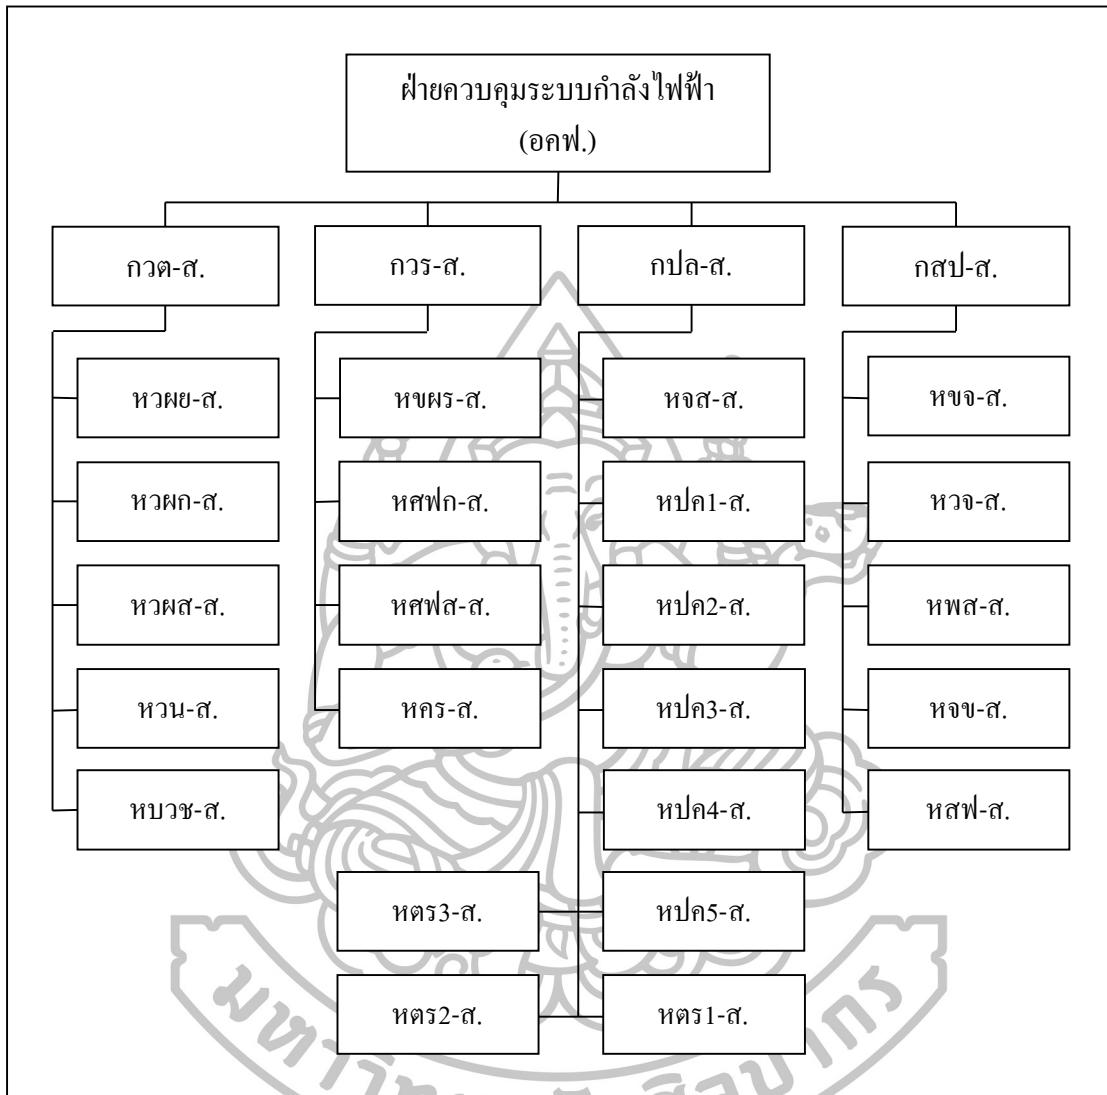 ฝ่ายควบคุมระบบกำลังไฟฟ้า
(อคฟ.)
กวต-ส.
กวร-ส.
กปล-ส.
กสป-ส.
หวผย-ส.
หขผร-ส.
หจส-ส.
หขจ-ส.
หวผก-ส.
หศฟก-ส.
หปค1-ส.
หวจ-ส.
หวผส-ส.
หศฟส-ส.
หปค2-ส.
หพส-ส.
หวน-ส.
หคร-ส.
หปค3-ส.
หจข-ส.
หบวช-ส.
หปค4-ส.
หสฟ-ส.
หตร3-ส.
หปค5-ส.
หตร2-ส.
หตร1-ส.